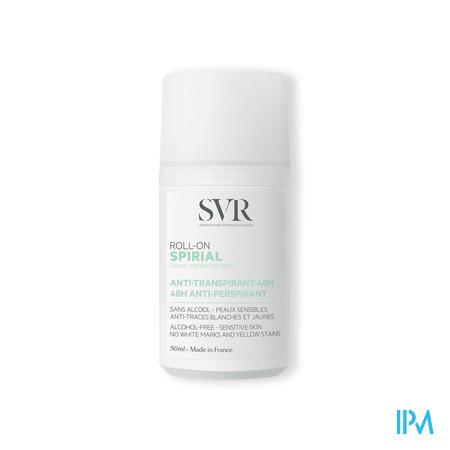 SVR
LABORATOIRE DERMATOLOGIQUE
ROLL-ON
SPIRIAL
Sweat-regulating agent
ANTI-TRANSPIRANT 48H
48H ANTI-PERSPIRANT
SANS ALCOOL - PEAUX SENSIBLES
ANTI-TRACES BLANCHES ET JAUNES
ALCOHOL-FREE - SENSITIVE SKIN
NO WHITE MARKS AND YELLOW STAINS
50ml - Made in France
IPM